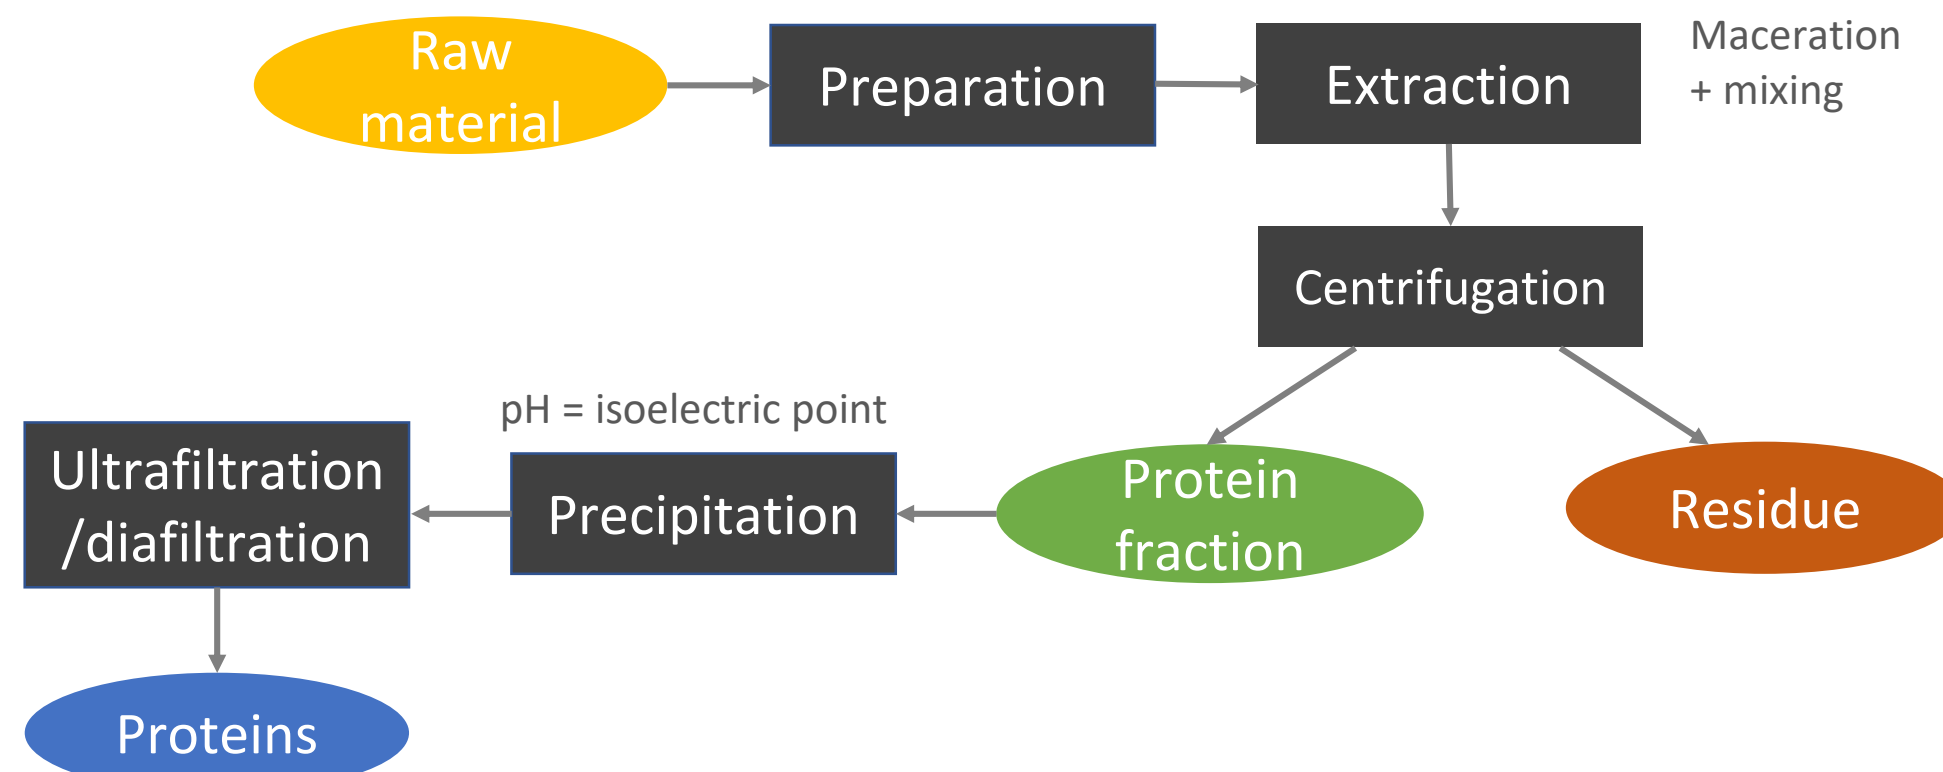 Raw
material
Preparation
Extraction
Maceration
+ mixing
Centrifugation
pH = isoelectric point
Ultrafiltration
/diafiltration
Precipitation
Protein
fraction
Residue
Proteins